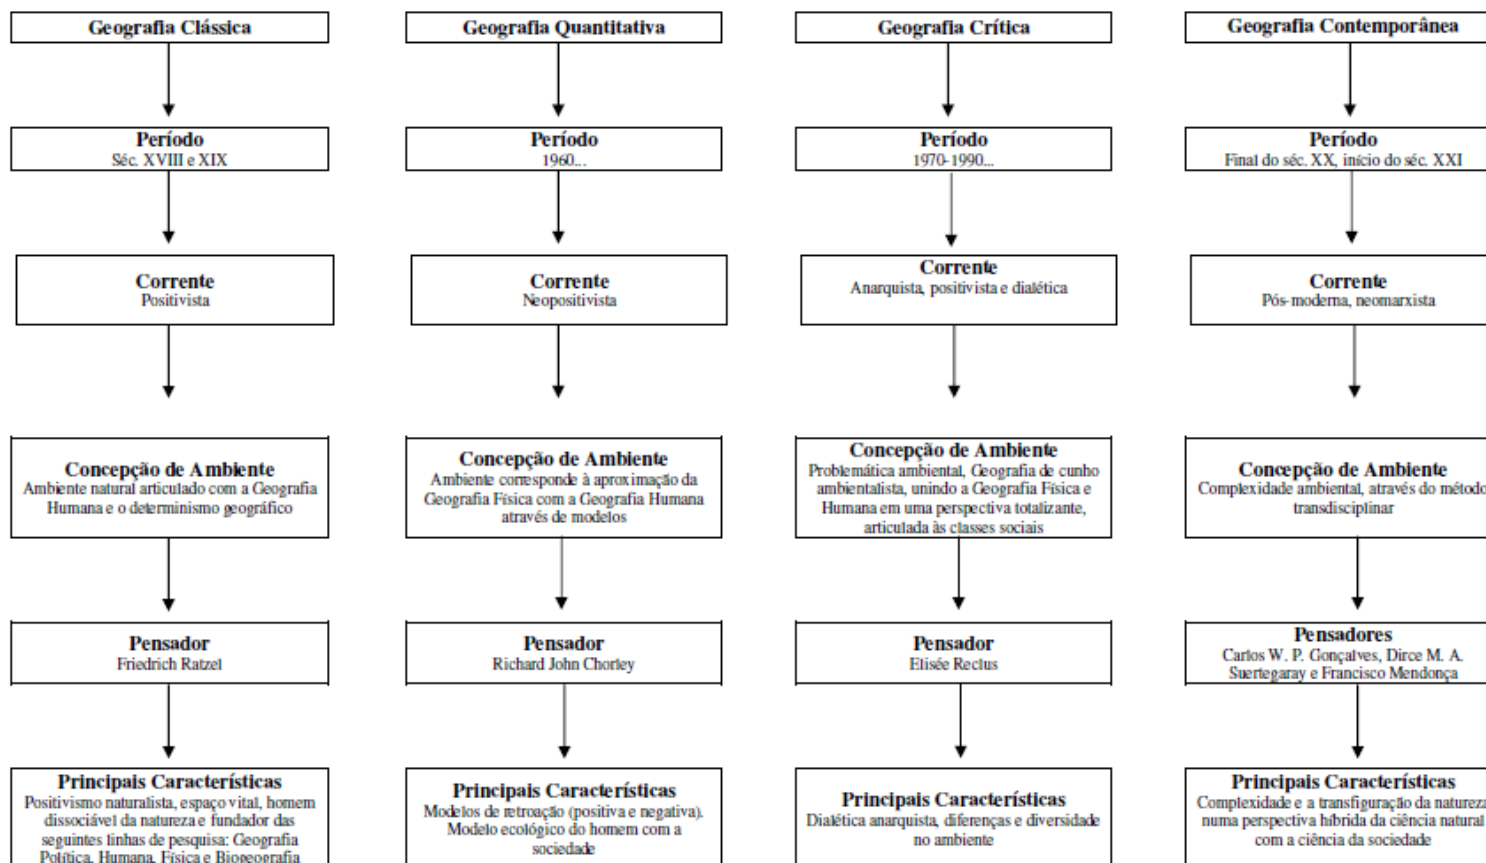 Geografia Clássica
Período
Séc. XVIII e XIX
Corrente
Positivista
Concepção de Ambiente
Ambiente natural articulado com a Geografia
Humana e o determinismo geográfico
Pensador
Friedrich Ratzel
Principais Características
Positivismo naturalista, espaço vital, homem
dissociável da natureza e fundador das
seguintes linhas de pesquisa: Geografia
Política, Humana, Física e Biogeografia
Geografia Quantitativa
Período
1960...
Corrente
Neopositivista
Concepção de Ambiente
Ambiente corresponde à aproximação da
Geografia Física com a Geografia Humana
através de modelos
Pensador
Richard John Chorley
Principais Características
Modelos de retroação (positiva e negativa).
Modelo ecológico do homem com a
sociedade
Geografia Crítica
Período
1970-1990...
Corrente
Anarquista, positivista e dialética
Concepção de Ambiente
Problemática ambiental, Geografia de cunho
ambientalista, unindo a Geografia Física e
Humana em uma perspectiva totalizante,
articulada às classes sociais
Pensador
Elisée Reclus
Principais Características
Dialética anarquista, diferenças e diversidade
no ambiente
Geografia Contemporânea
Período
Final do séc. XX, início do séc. XXI
Corrente
Pós-moderna, neomarxista
Concepção de Ambiente
Complexidade ambiental, através do método
transdisciplinar
Pensadores
Carlos W. P. Gonçalves, Dirce M. A.
Suertegaray e Francisco Mendonça
Principais Características
Complexidade e a transfiguração da natureza
numa perspectiva híbrida da ciência natural
com a ciência da sociedade